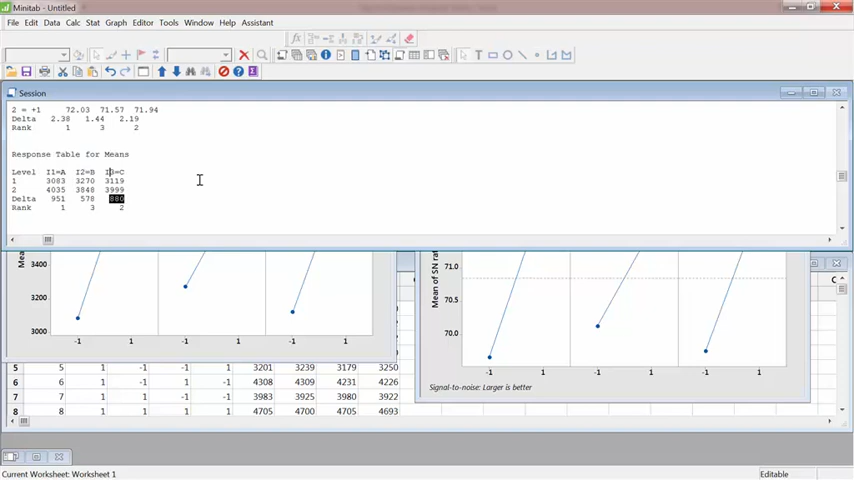 Minitab - Untitled
File Edit Data Calc Stat Graph Editor Tools Window Help Assistant
Session
2 = +1 72.03 71.57 71.94
Delta 2.38 1.44 2.19
Rank 1 3 2
Response Table for Means
Level I1=A I2=B I3=C
1 3083 3270 3119
2 4035 3848 3999
Delta 951 578 880
Rank 1 3 2
3400
3200
3000
-1 1 -1 1 -1 1
Mean of SN rat
71.0
70.5
70.0
-1 1 -1 1 -1 1
Signal-to-noise: Larger is better
5 5 1 -1 -1 1 3201 3239 3179 3250
6 6 1 -1 1 -1 4308 4309 4231 4226
7 7 1 1 -1 -1 3983 3925 3980 3922
8 8 1 1 1 1 4705 4700 4705 4693
Current Worksheet: Worksheet 1
Editable